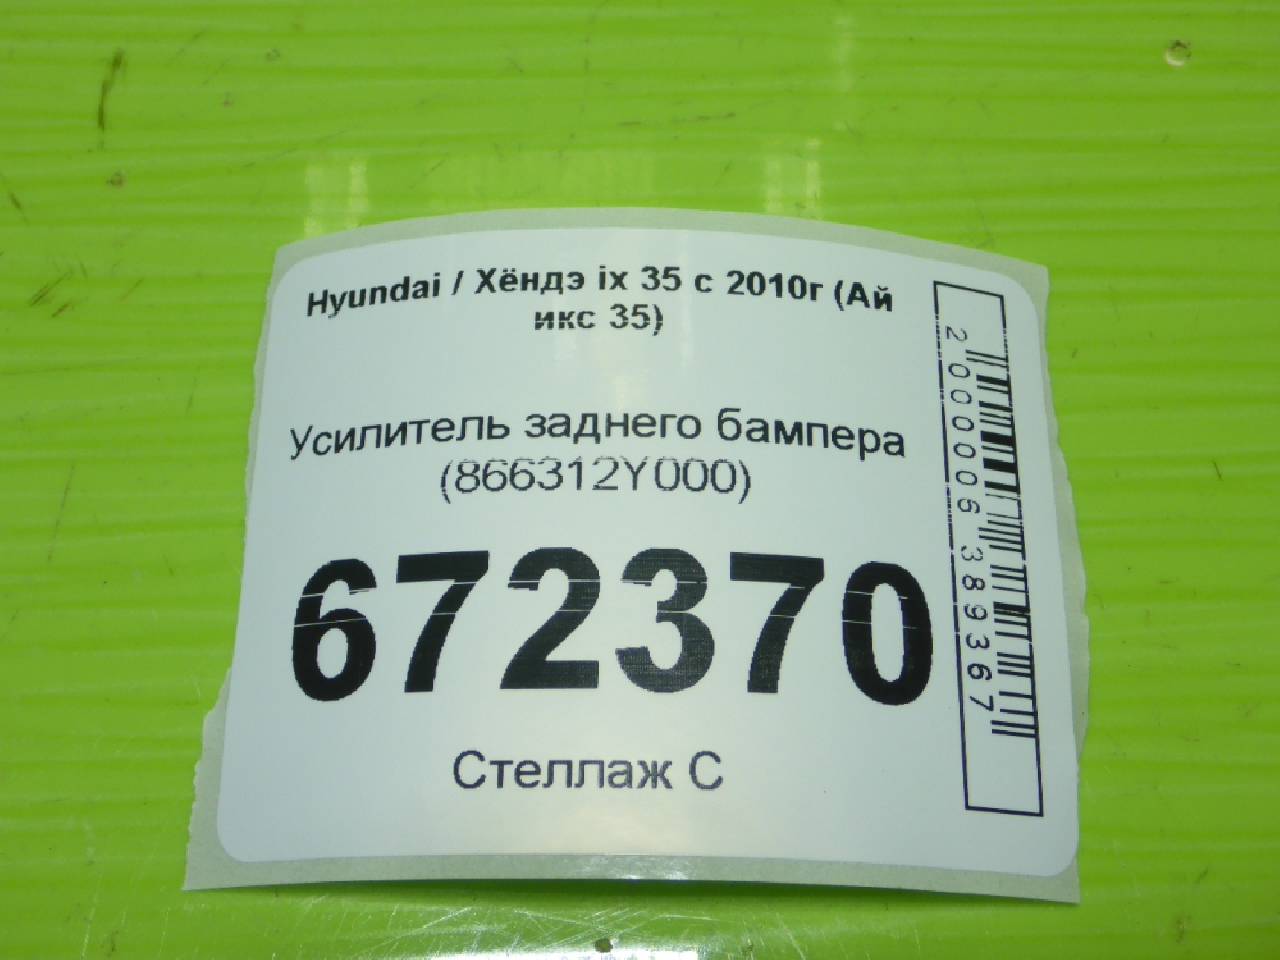 Hyundai / Хёндэ ix 35 с 2010г (Ай
икс 35)
Усилитель заднего бампера
(866312Y000)
672370
Стеллаж С
2000006389367